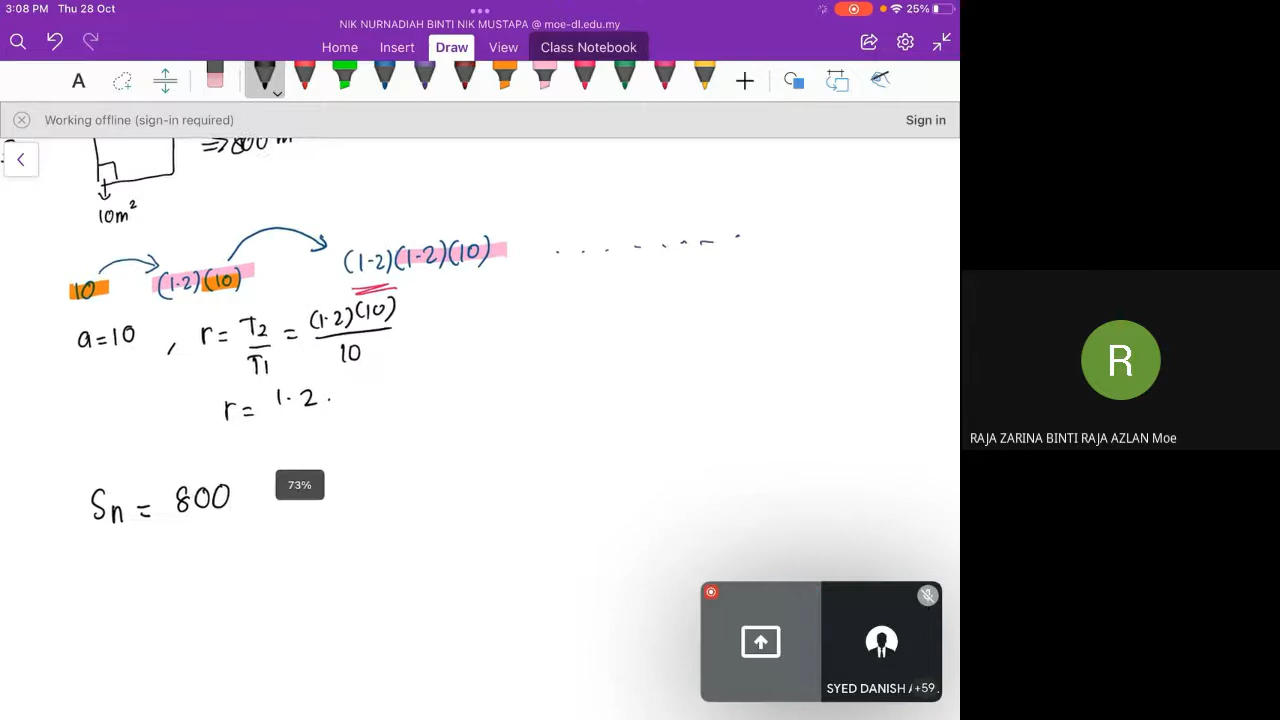 3:08 PM Thu 28 Oct
25%
NIK NURNADIAH BINTI NIK MUSTAPA @ moe-dl.edu.my
Home Insert Draw View Class Notebook
A
Working offline (sign-in required) Sign in
⇒ 800 m
10m²
10 (1.2)(10) (1.2)(1.2)(10) . . . . . . . .
a=10 , r = T2/T1 = (1.2)(10)/10
r = 1.2 .
73%
Sn = 800
R
RAJA ZARINA BINTI RAJA AZLAN Moe
SYED DANISH A +59